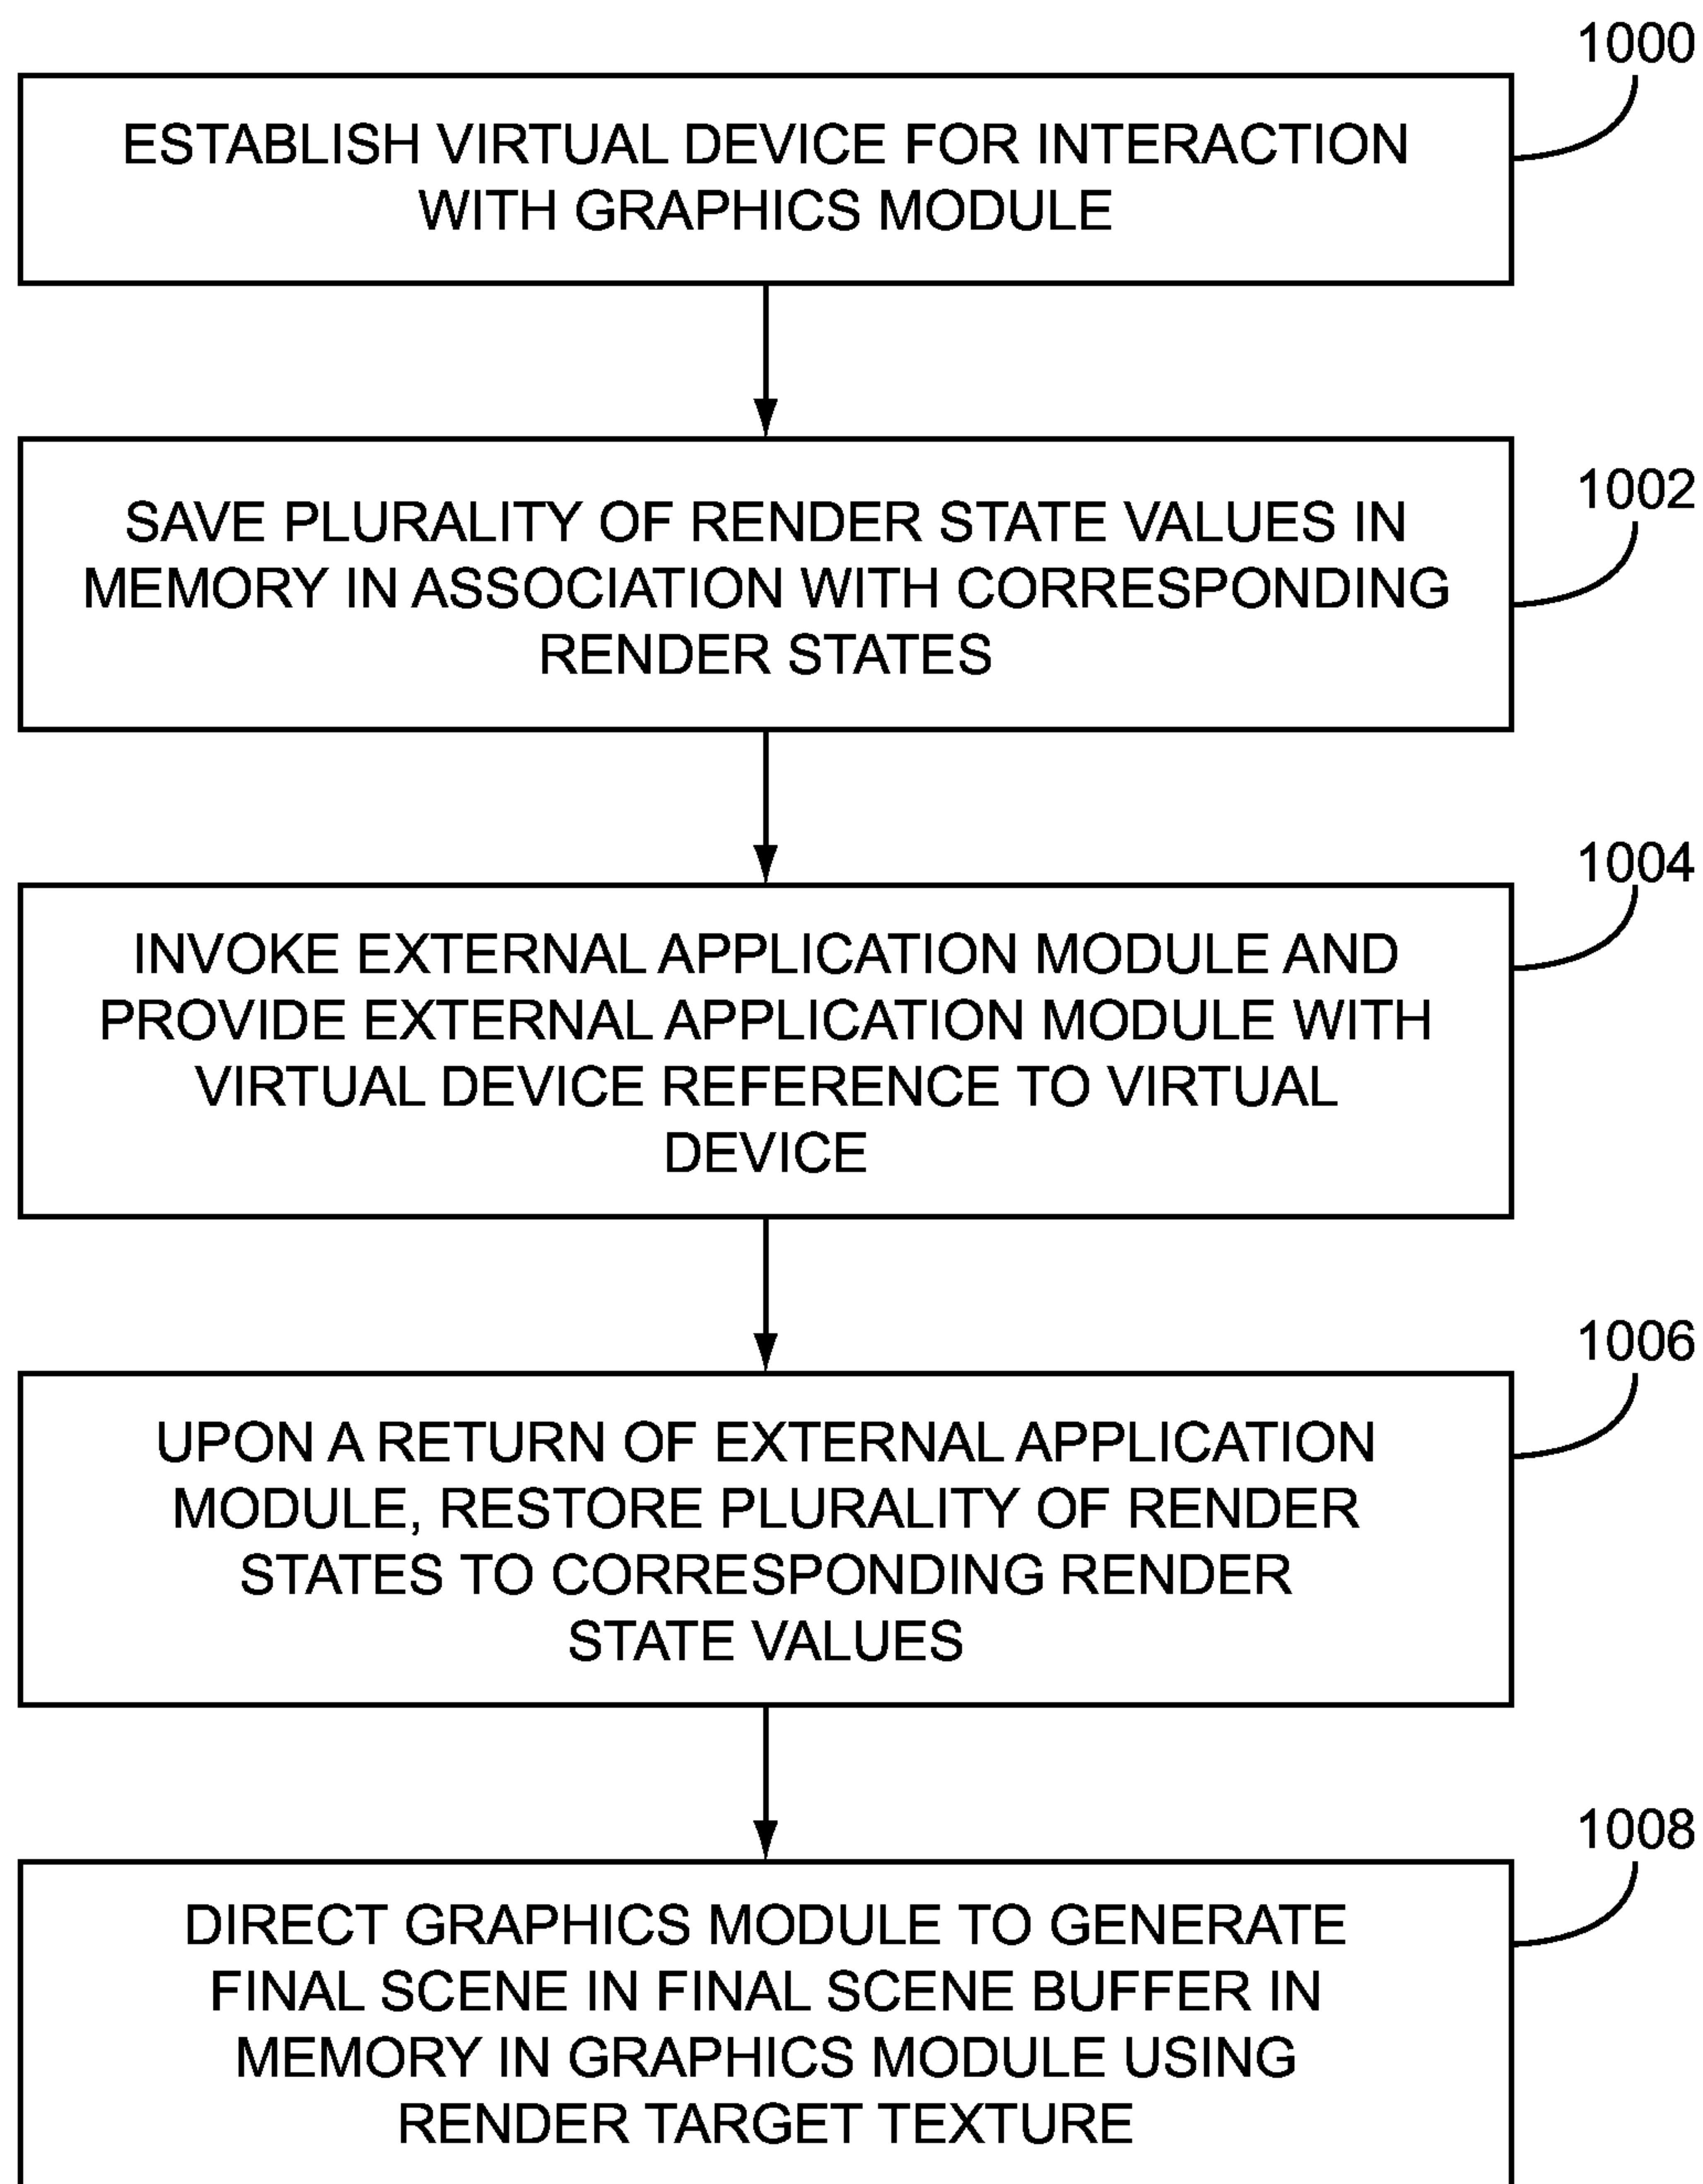 1000
ESTABLISH VIRTUAL DEVICE FOR INTERACTION
WITH GRAPHICS MODULE
1002
SAVE PLURALITY OF RENDER STATE VALUES IN
MEMORY IN ASSOCIATION WITH CORRESPONDING
RENDER STATES
1004
INVOKE EXTERNAL APPLICATION MODULE AND
PROVIDE EXTERNAL APPLICATION MODULE WITH
VIRTUAL DEVICE REFERENCE TO VIRTUAL
DEVICE
1006
UPON A RETURN OF EXTERNAL APPLICATION
MODULE, RESTORE PLURALITY OF RENDER
STATES TO CORRESPONDING RENDER
STATE VALUES
1008
DIRECT GRAPHICS MODULE TO GENERATE
FINAL SCENE IN FINAL SCENE BUFFER IN
MEMORY IN GRAPHICS MODULE USING
RENDER TARGET TEXTURE